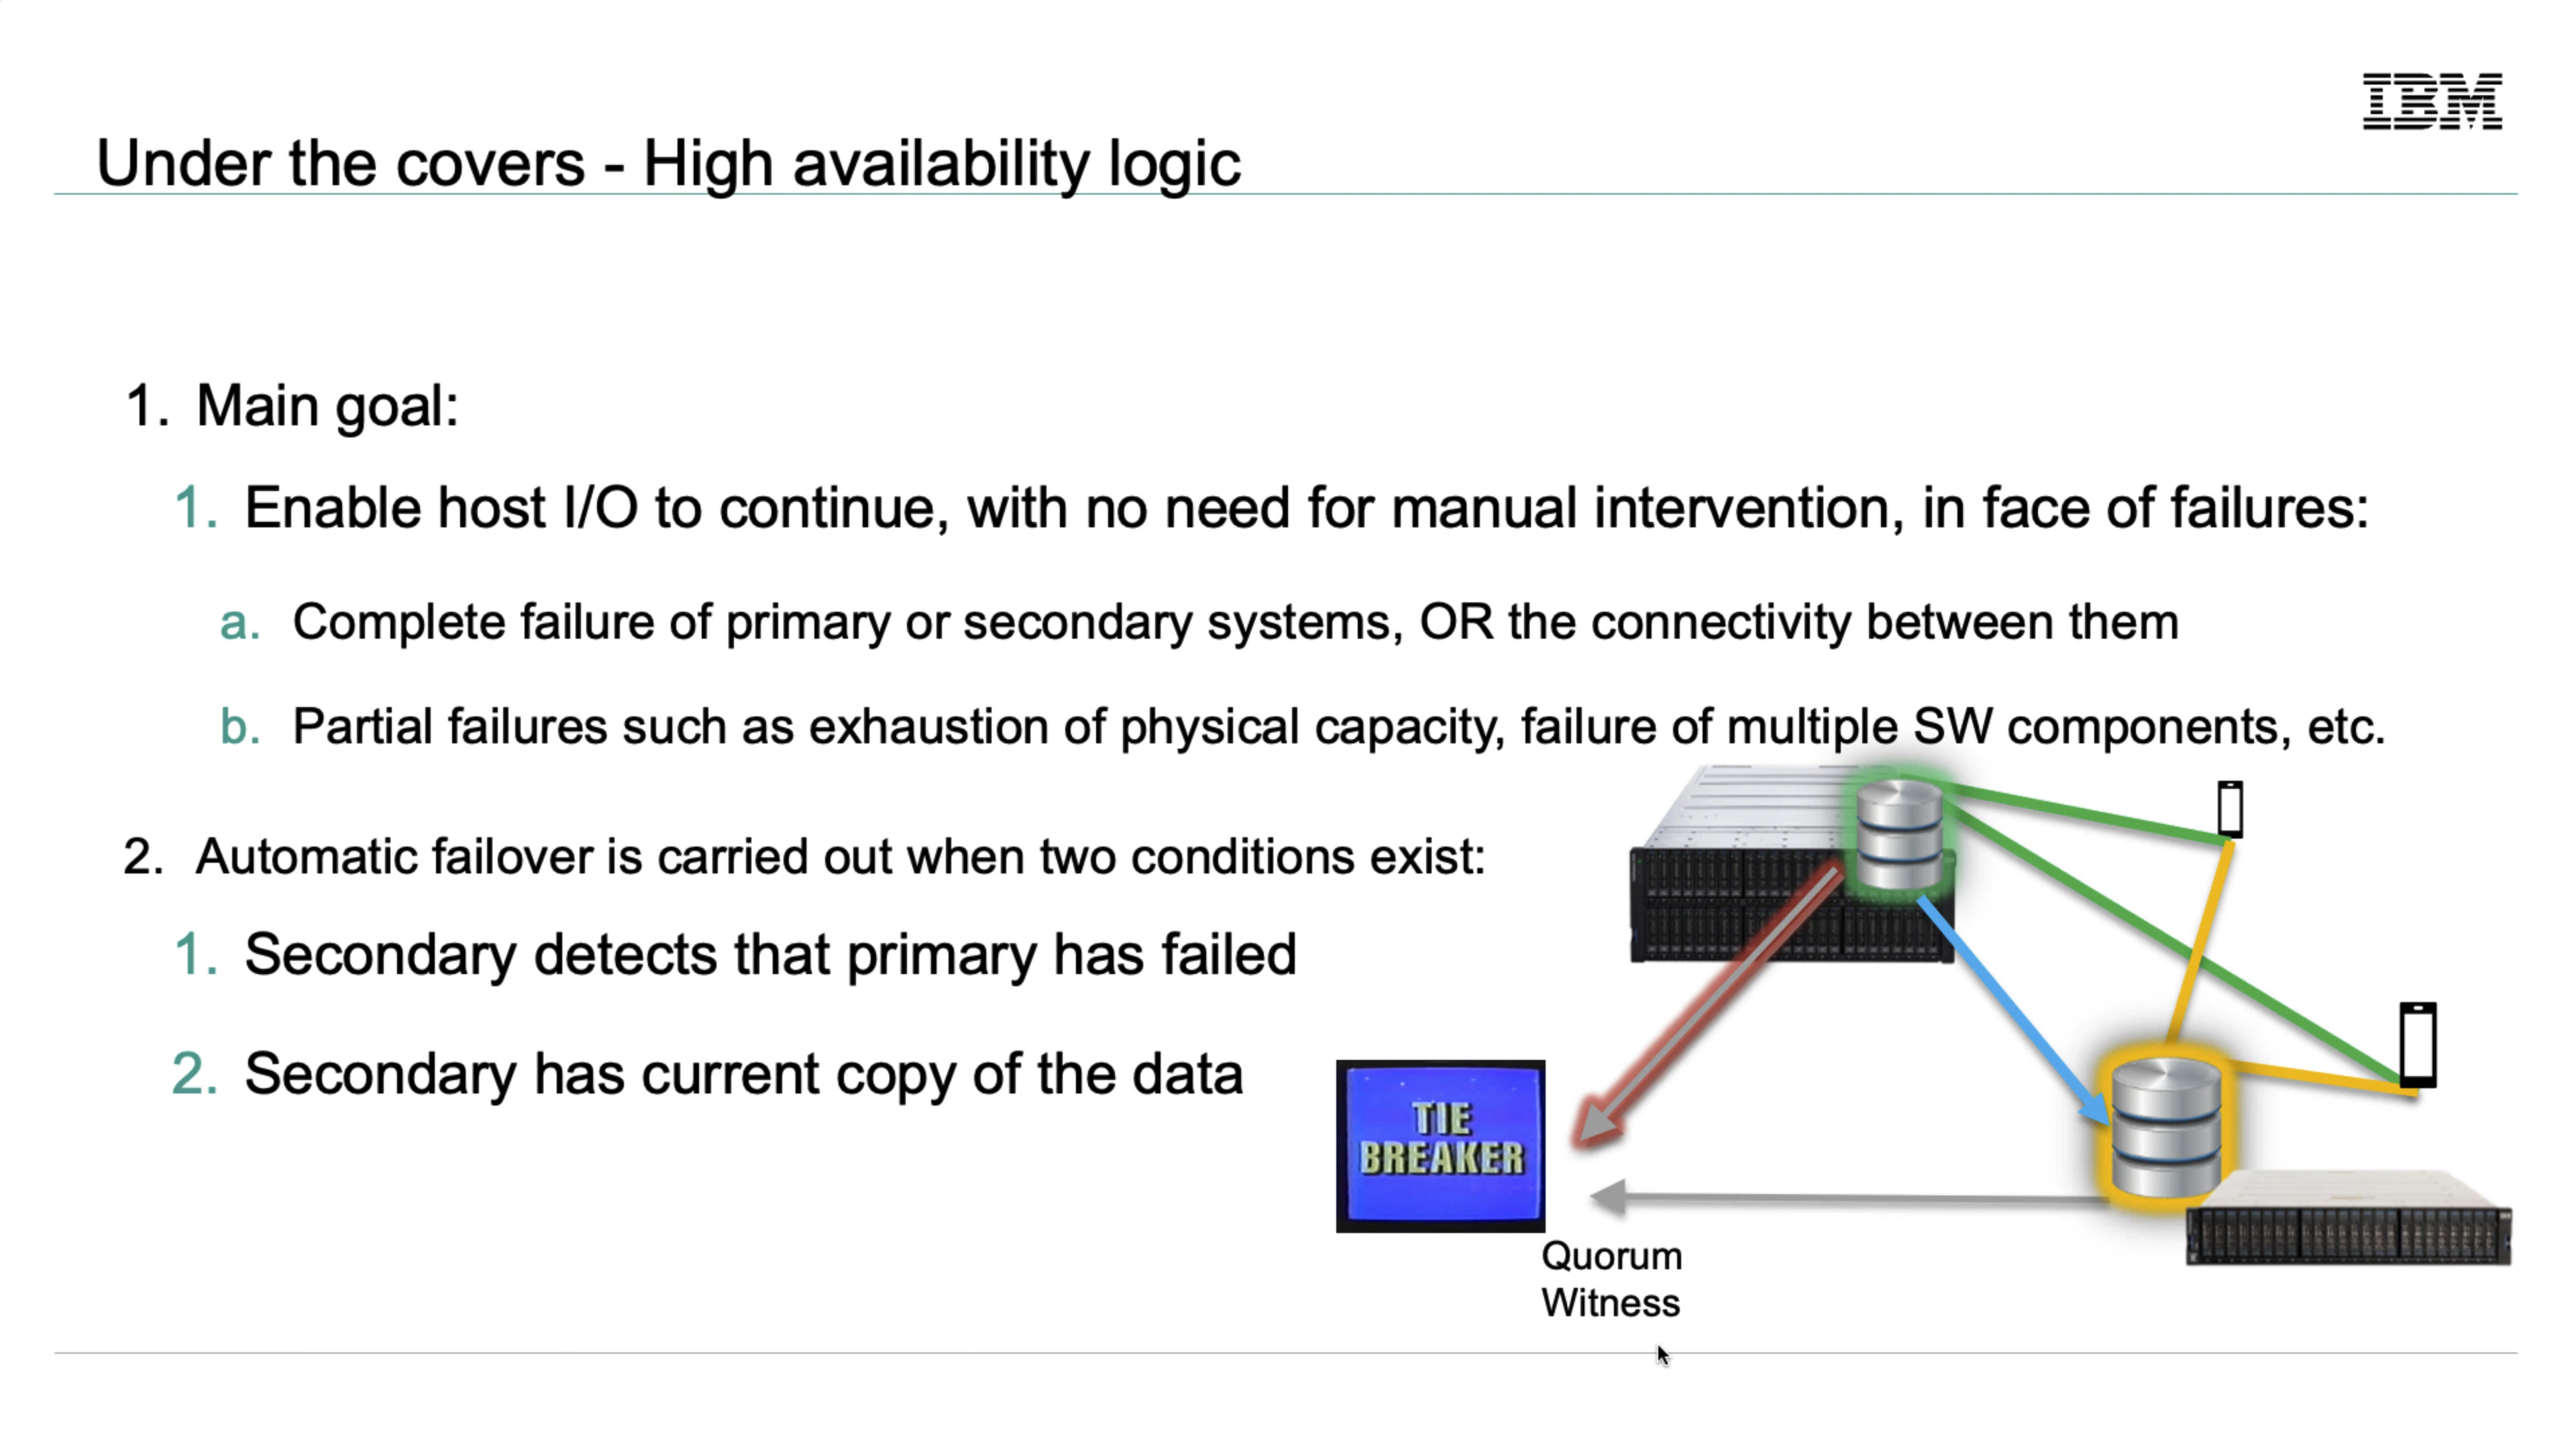 IBM
Under the covers - High availability logic
1. Main goal:
1. Enable host I/O to continue, with no need for manual intervention, in face of failures:
a. Complete failure of primary or secondary systems, OR the connectivity between them
b. Partial failures such as exhaustion of physical capacity, failure of multiple SW components, etc.
2. Automatic failover is carried out when two conditions exist:
1. Secondary detects that primary has failed
2. Secondary has current copy of the data
TIE
BREAKER
Quorum
Witness